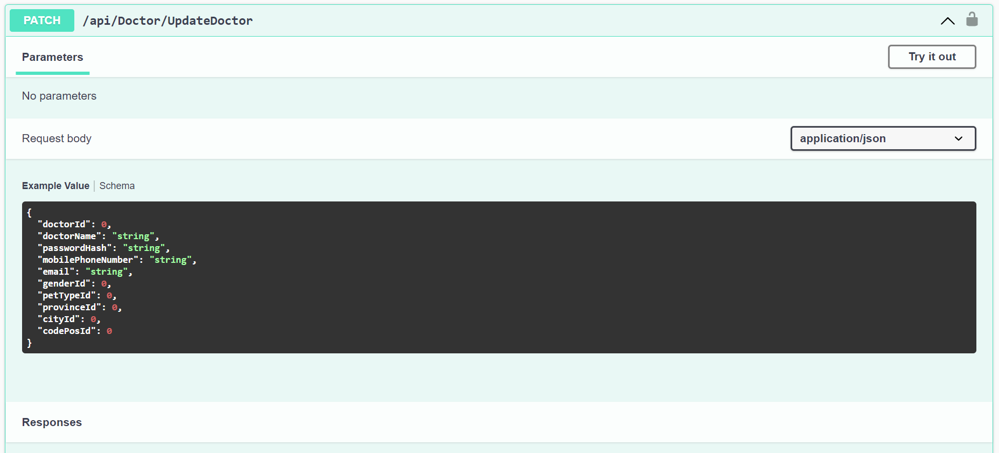 PATCH /api/Doctor/UpdateDoctor
Parameters
Try it out
No parameters
Request body
application/json
Example Value | Schema
{
  "doctorId": 0,
  "doctorName": "string",
  "passwordHash": "string",
  "mobilePhoneNumber": "string",
  "email": "string",
  "genderId": 0,
  "petTypeId": 0,
  "provinceId": 0,
  "cityId": 0,
  "codePosId": 0
}
Responses